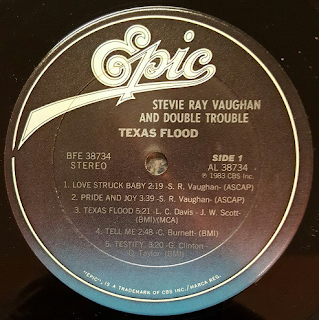 Epic
STEVIE RAY VAUGHAN
AND DOUBLE TROUBLE
TEXAS FLOOD
BFE 38734
STEREO
SIDE 1
AL 38734
℗ 1983 CBS Inc.
1. LOVE STRUCK BABY 2:19 -S. R. Vaughan- (ASCAP)
2. PRIDE AND JOY 3:39 -S. R. Vaughan- (ASCAP)
3. TEXAS FLOOD 5:21 -L. C. Davis - J. W. Scott-
(BMI)/(MCA)
4. TELL ME 2:48 -C. Burnett- (BMI)
5. TESTIFY 3:20 -G. Clinton-
D. Taylor- (BMI)
"EPIC", IS A TRADEMARK OF CBS INC./MARCA REG.